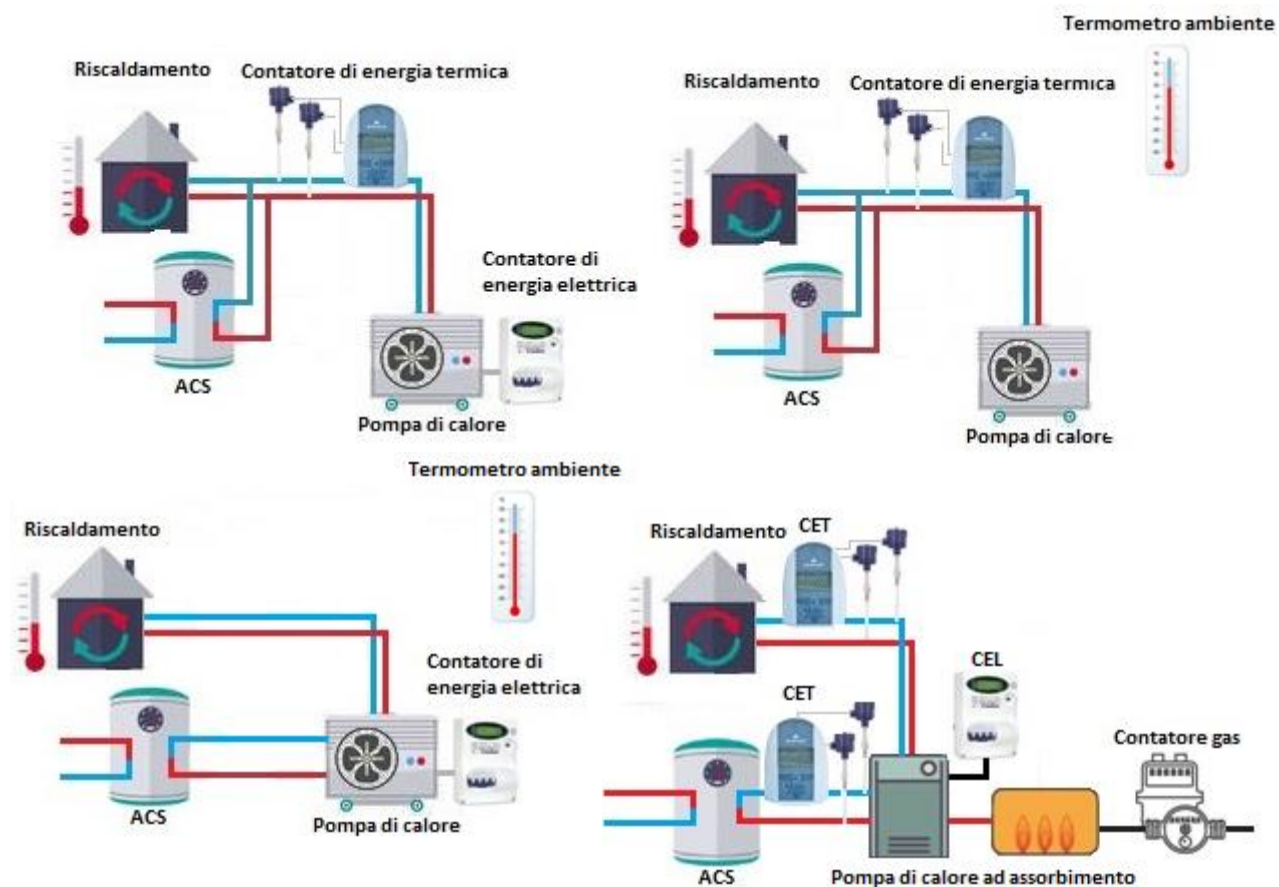 Riscaldamento
Contatore di energia termica
Contatore di
energia elettrica
ACS
Pompa di calore
Termometro ambiente
Riscaldamento
Contatore di energia termica
ACS
Pompa di calore
Termometro ambiente
Riscaldamento
Contatore di
energia elettrica
ACS
Pompa di calore
Riscaldamento
CET
CEL
CET
Contatore gas
ACS
Pompa di calore ad assorbimento